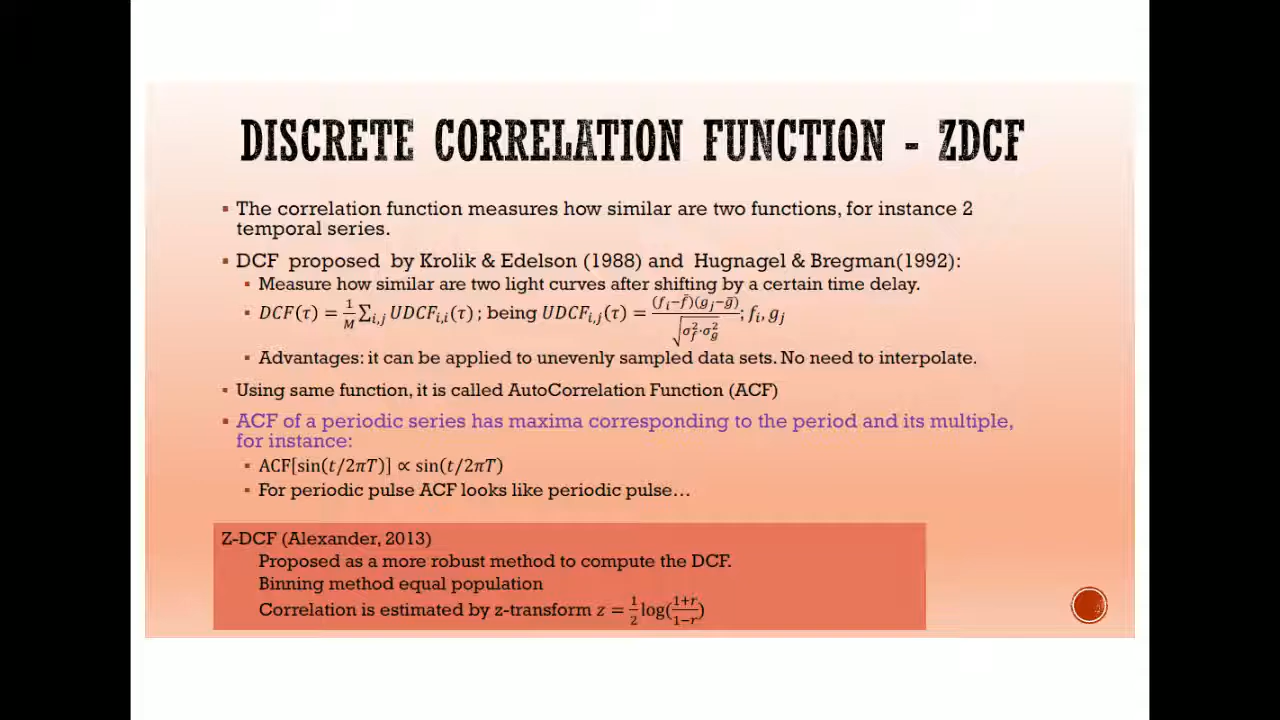 DISCRETE CORRELATION FUNCTION - ZDCF
▪ The correlation function measures how similar are two functions, for instance 2
temporal series.
▪ DCF proposed by Krolik & Edelson (1988) and Hugnagel & Bregman(1992):
▪ Measure how similar are two light curves after shifting by a certain time delay.
▪ 𝐷𝐶𝐹(𝜏) = 1/𝑀 ∑𝑖,𝑗 𝑈𝐷𝐶𝐹𝑖,𝑖(𝜏) ; being 𝑈𝐷𝐶𝐹𝑖,𝑗(𝜏) = (𝑓𝑖−𝑓̄)(𝑔𝑗−𝑔̄)/√(𝜎𝑓²·𝜎𝑔²) ; 𝑓𝑖, 𝑔𝑗
▪ Advantages: it can be applied to unevenly sampled data sets. No need to interpolate.
▪ Using same function, it is called AutoCorrelation Function (ACF)
▪ ACF of a periodic series has maxima corresponding to the period and its multiple,
for instance:
▪ ACF[sin(𝑡/2𝜋𝑇)] ∝ sin(𝑡/2𝜋𝑇)
▪ For periodic pulse ACF looks like periodic pulse…
Z-DCF (Alexander, 2013)
Proposed as a more robust method to compute the DCF.
Binning method equal population
Correlation is estimated by z-transform 𝑧 = 1/2 log(1+𝑟/1−𝑟)